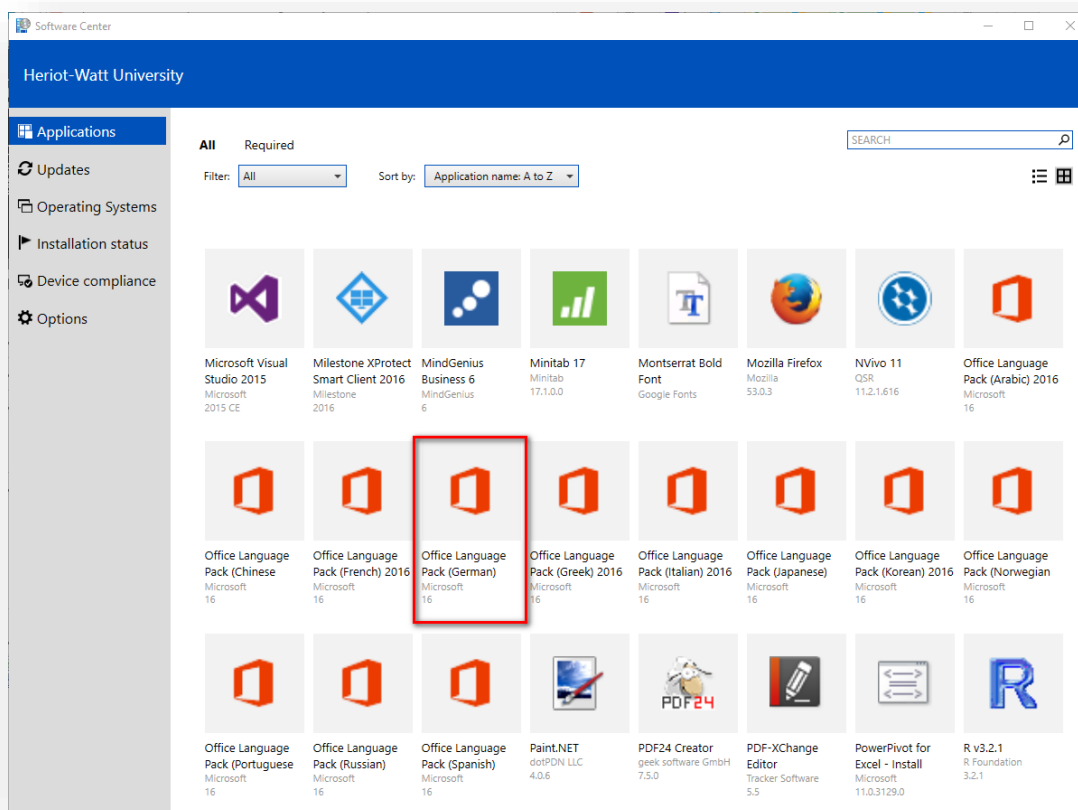 Software Center
Heriot-Watt University
Applications
Updates
Operating Systems
Installation status
Device compliance
Options
All Required
SEARCH
Filter: All Sort by: Application name: A to Z
Microsoft Visual
Studio 2015
Microsoft
2015 CE
Milestone XProtect
Smart Client 2016
Milestone
2016
MindGenius
Business 6
MindGenius
6
Minitab 17
Minitab
17.1.0.0
Montserrat Bold
Font
Google Fonts
Mozilla Firefox
Mozilla
53.0.3
NVivo 11
QSR
11.2.1.616
Office Language
Pack (Arabic) 2016
Microsoft
16
Office Language
Pack (Chinese
Microsoft
16
Office Language
Pack (French) 2016
Microsoft
16
Office Language
Pack (German)
Microsoft
16
Office Language
Pack (Greek) 2016
Microsoft
16
Office Language
Pack (Italian) 2016
Microsoft
16
Office Language
Pack (Japanese)
Microsoft
16
Office Language
Pack (Korean) 2016
Microsoft
16
Office Language
Pack (Norwegian
Microsoft
16
Office Language
Pack (Portuguese
Microsoft
16
Office Language
Pack (Russian)
Microsoft
16
Office Language
Pack (Spanish)
Microsoft
16
Paint.NET
dotPDN LLC
4.0.6
PDF24
PDF24 Creator
geek software GmbH
7.5.0
PDF-XChange
Editor
Tracker Software
5.5
PowerPivot for
Excel - Install
Microsoft
11.0.3129.0
R v3.2.1
R Foundation
3.2.1